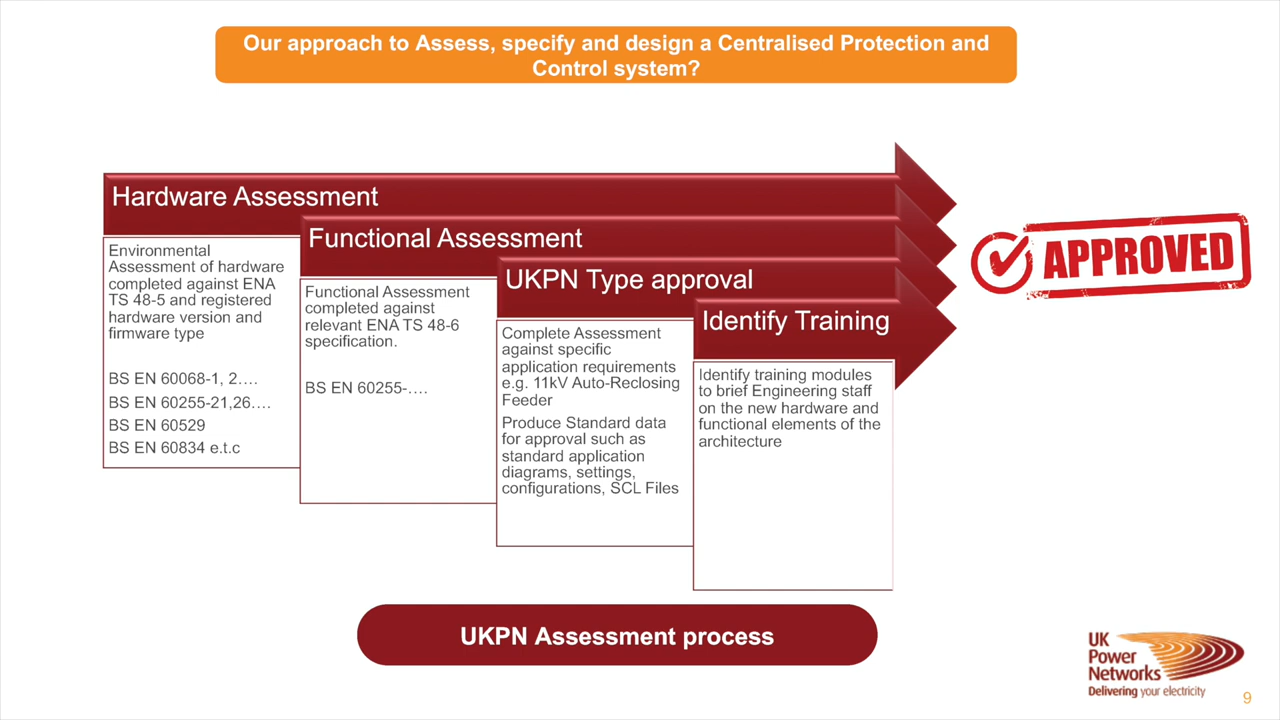 Our approach to Assess, specify and design a Centralised Protection and
Control system?
Hardware Assessment
Environmental
Assessment of hardware
completed against ENA
TS 48-5 and registered
hardware version and
firmware type
BS EN 60068-1, 2....
BS EN 60255-21,26....
BS EN 60529
BS EN 60834 e.t.c
Functional Assessment
Functional Assessment
completed against
relevant ENA TS 48-6
specification.
BS EN 60255-....
UKPN Type approval
Complete Assessment
against specific
application requirements
e.g. 11kV Auto-Reclosing
Feeder
Produce Standard data
for approval such as
standard application
diagrams, settings,
configurations, SCL Files
Identify Training
Identify training modules
to brief Engineering staff
on the new hardware and
functional elements of the
architecture
APPROVED
UKPN Assessment process
UK
Power
Networks
Delivering your electricity
9